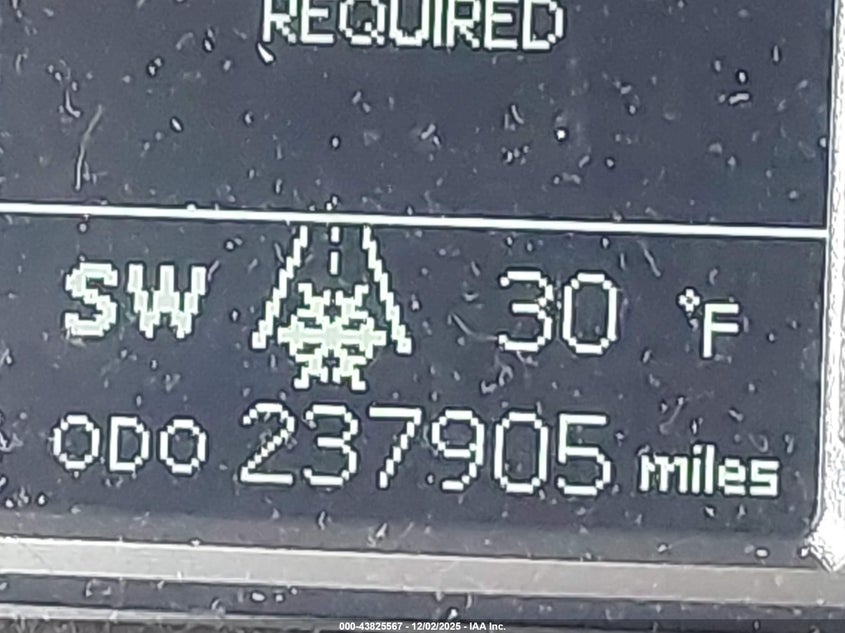 REQUIRED
SW 30 °F
ODO 237905 miles
000-43825567 - 12/02/2025 - IAA Inc.